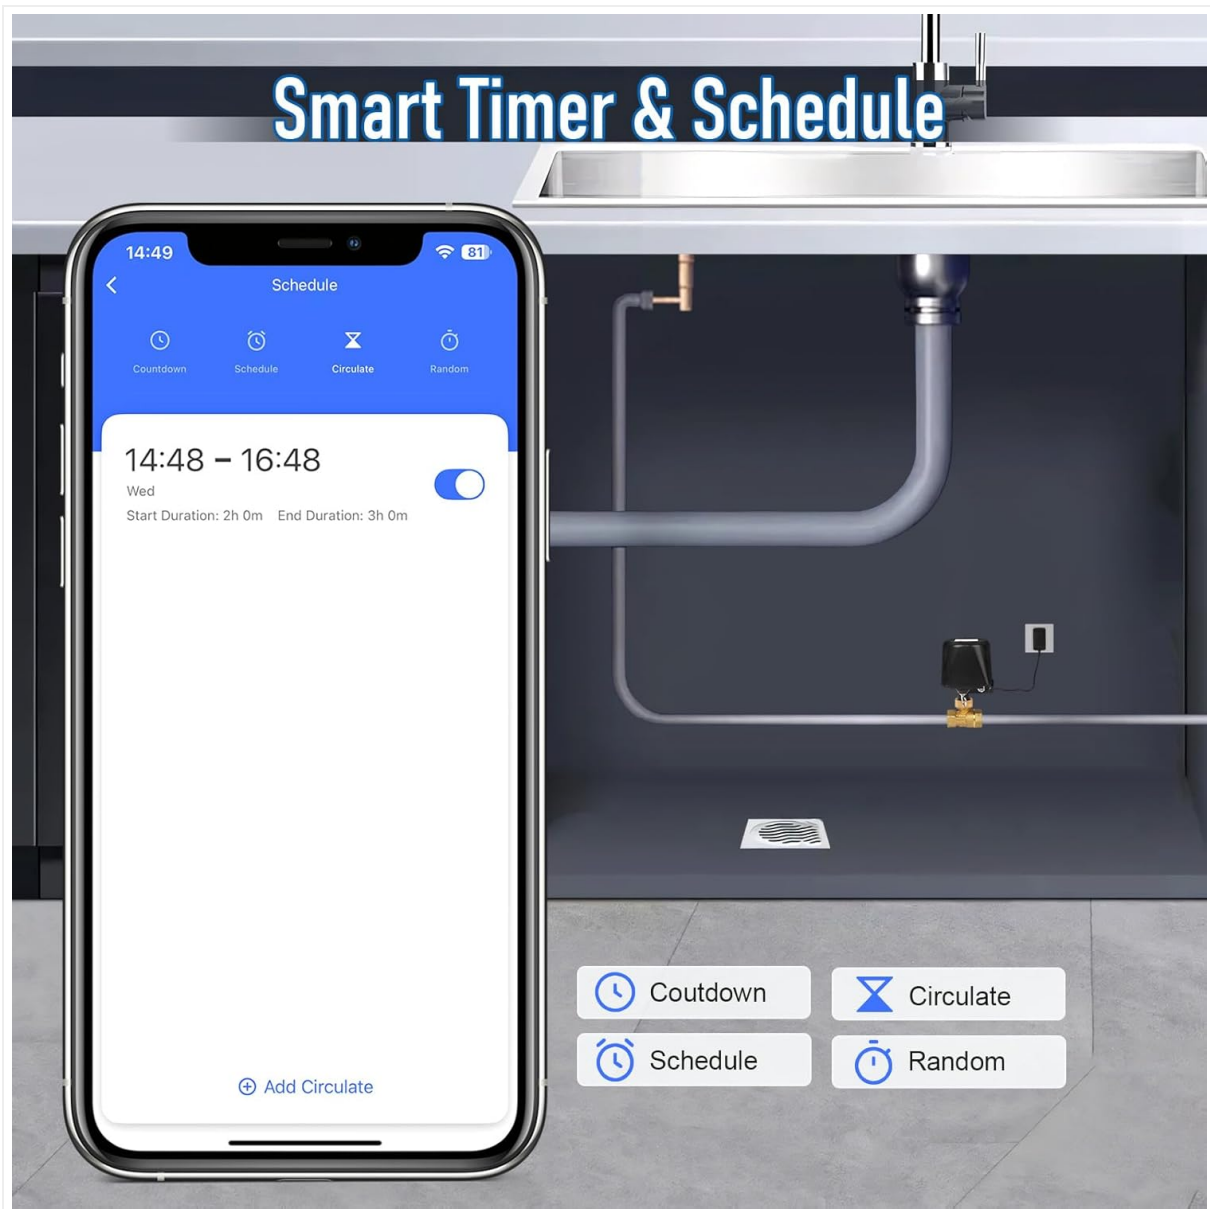 Smart Timer & Schedule
14:49 81
Schedule
Countdown Schedule Circulate Random
14:48 – 16:48
Wed
Start Duration: 2h 0m End Duration: 3h 0m
Add Circulate
Coutdown Circulate
Schedule Random